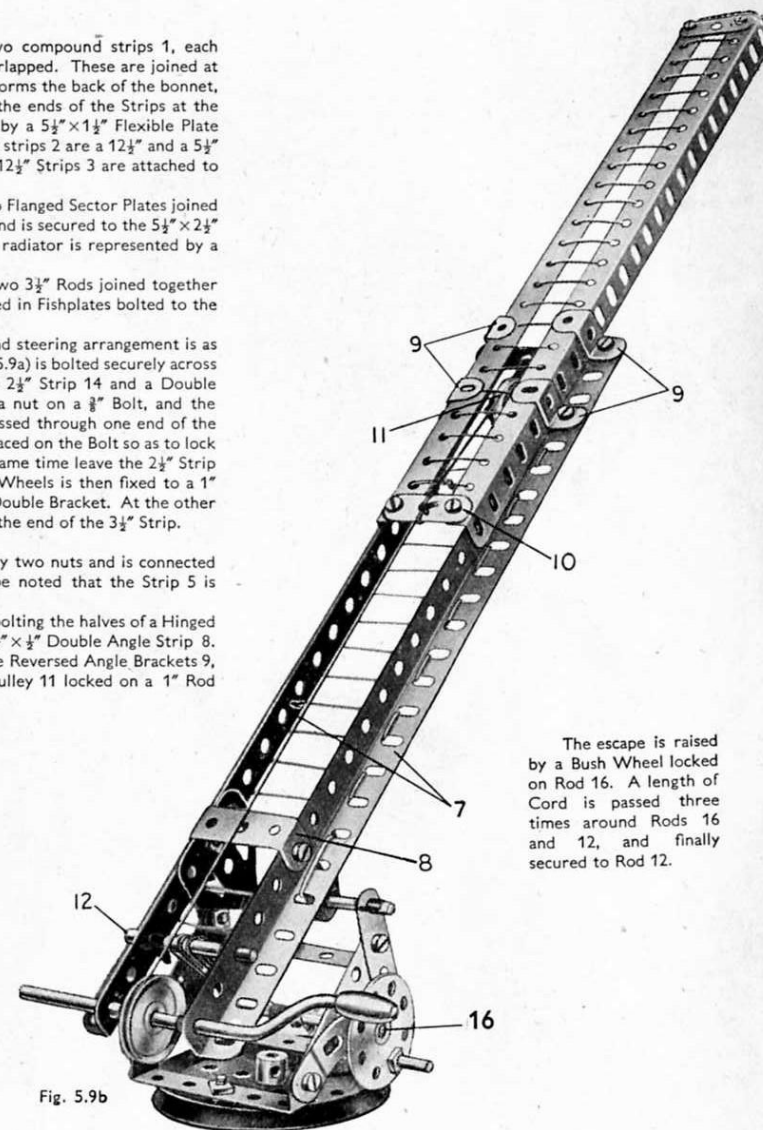 vo compound strips 1, each
rlapped. These are joined at
orms the back of the bonnet,
the ends of the Strips at the
by a 5½″×1½″ Flexible Plate
strips 2 are a 12½″ and a 5½″
12½″ Strips 3 are attached to
Flanged Sector Plates joined
nd is secured to the 5½″×2½″
radiator is represented by a
wo 3½″ Rods joined together
ed in Fishplates bolted to the
nd steering arrangement is as
5.9a) is bolted securely across
2½″ Strip 14 and a Double
a nut on a ⅜″ Bolt, and the
ssed through one end of the
aced on the Bolt so as to lock
ame time leave the 2½″ Strip
Wheels is then fixed to a 1″
Double Bracket. At the other
the end of the 3½″ Strip.
y two nuts and is connected
e noted that the Strip 5 is
olting the halves of a Hinged
″×½″ Double Angle Strip 8.
e Reversed Angle Brackets 9,
ulley 11 locked on a 1″ Rod
9
9
11
10
The escape is raised
by a Bush Wheel locked
on Rod 16. A length of
Cord is passed three
times around Rods 16
and 12, and finally
secured to Rod 12.
7
8
12
16
Fig. 5.9b